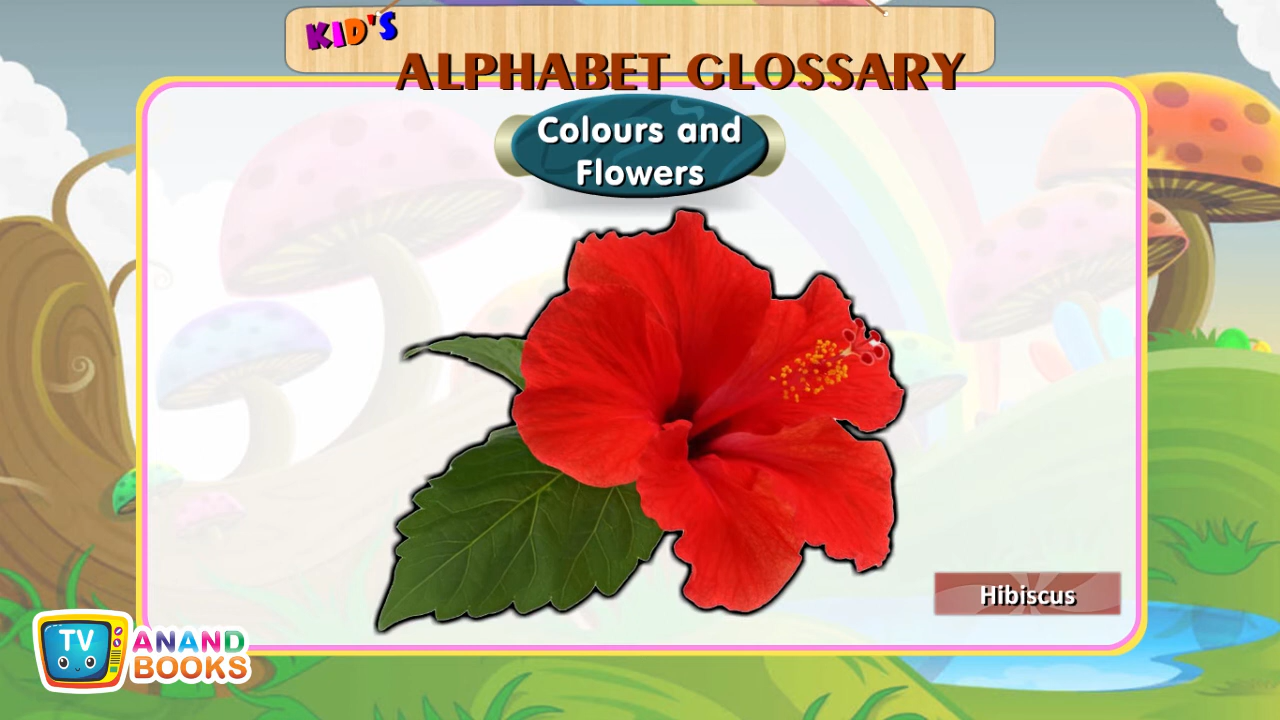 KID'S
ALPHABET GLOSSARY
Colours and
Flowers
Hibiscus
TV
ANAND
BOOKS